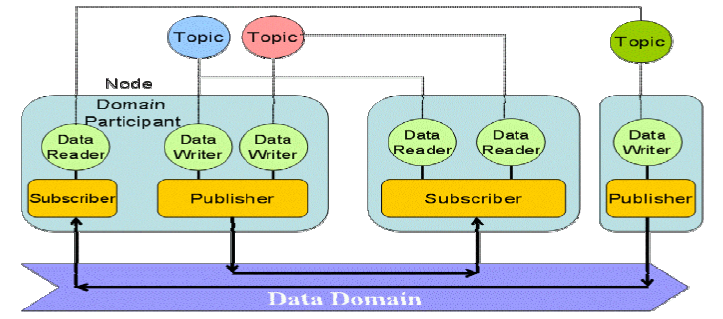 Topic
Topic
Topic
Node
Domain
Participant
Data
Reader
Data
Writer
Data
Writer
Data
Reader
Data
Reader
Data
Writer
Subscriber
Publisher
Subscriber
Publisher
Data Domain